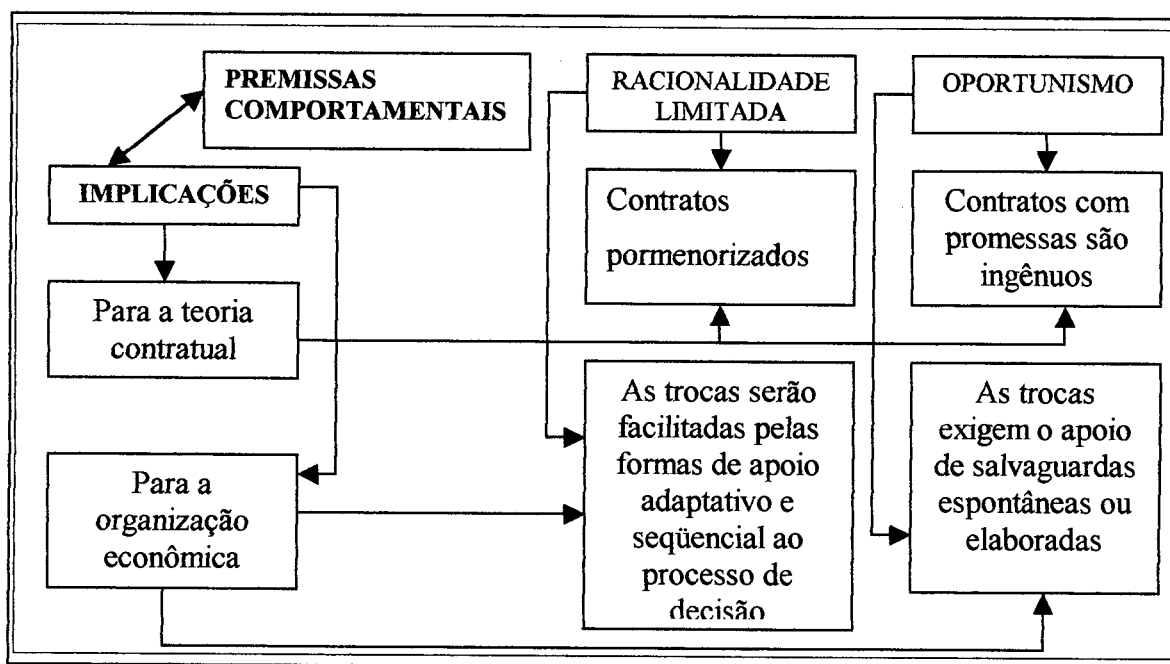 PREMISSAS
COMPORTAMENTAIS
RACIONALIDADE
LIMITADA
OPORTUNISMO
IMPLICAÇÕES
Contratos
pormenorizados
Contratos com
promessas são
ingênuos
Para a teoria
contratual
As trocas serão
facilitadas pelas
formas de apoio
adaptativo e
seqüencial ao
processo de
decisão
As trocas
exigem o apoio
de salvaguardas
espontâneas ou
elaboradas
Para a
organização
econômica